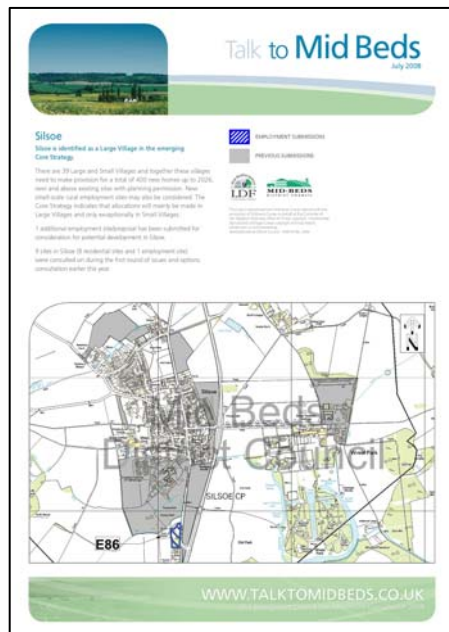 Talk to Mid Beds
July 2008
Silsoe
Silsoe is identified as a Large Village in the emerging
Core Strategy.
There are 39 Large and Small Villages and together these villages
need to make provision for a total of 400 new homes up to 2026,
over and above existing sites with planning permission. New
small-scale rural employment sites may also be considered. The
Core Strategy indicates that allocations will mainly be made in
Large Villages and only exceptionally in Small Villages.
1 additional employment site/proposal has been submitted for
consideration for potential development in Silsoe.
9 sites in Silsoe (8 residential sites and 1 employment site)
were consulted on during the first round of issues and options
consultation earlier this year.
EMPLOYMENT SUBMISSIONS
PREVIOUS SUBMISSIONS
LDF
MID-BEDS
DISTRICT COUNCIL
Silsoe
Mid Beds
District Council
Wrest Park
SILSOE CP
E86
WWW.TALKTOMIDBEDS.CO.UK